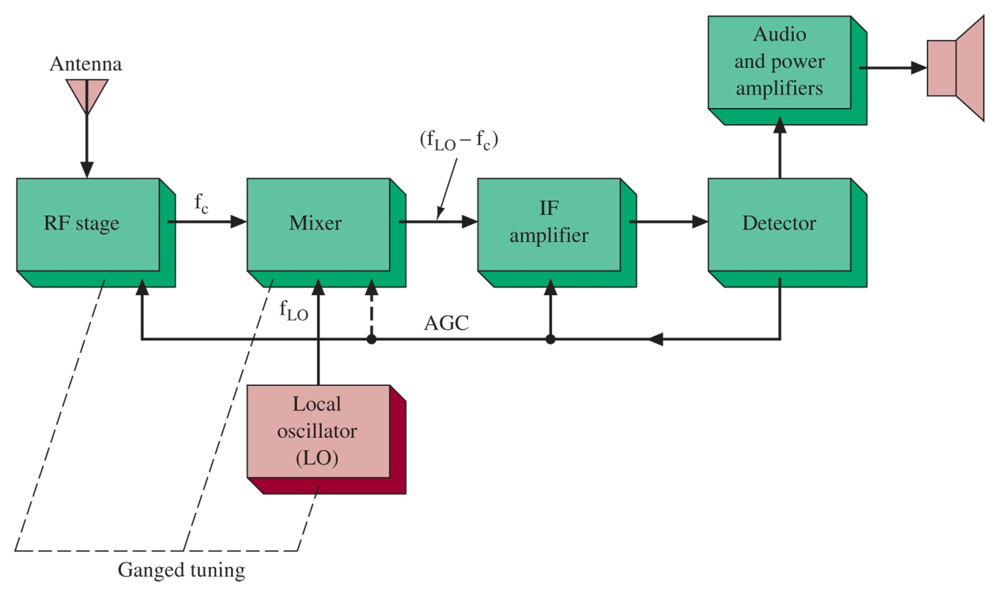 Audio
and power
amplifiers
Antenna
(fLO – fc)
fc
RF stage
Mixer
IF
amplifier
Detector
fLO
AGC
Local
oscillator
(LO)
Ganged tuning